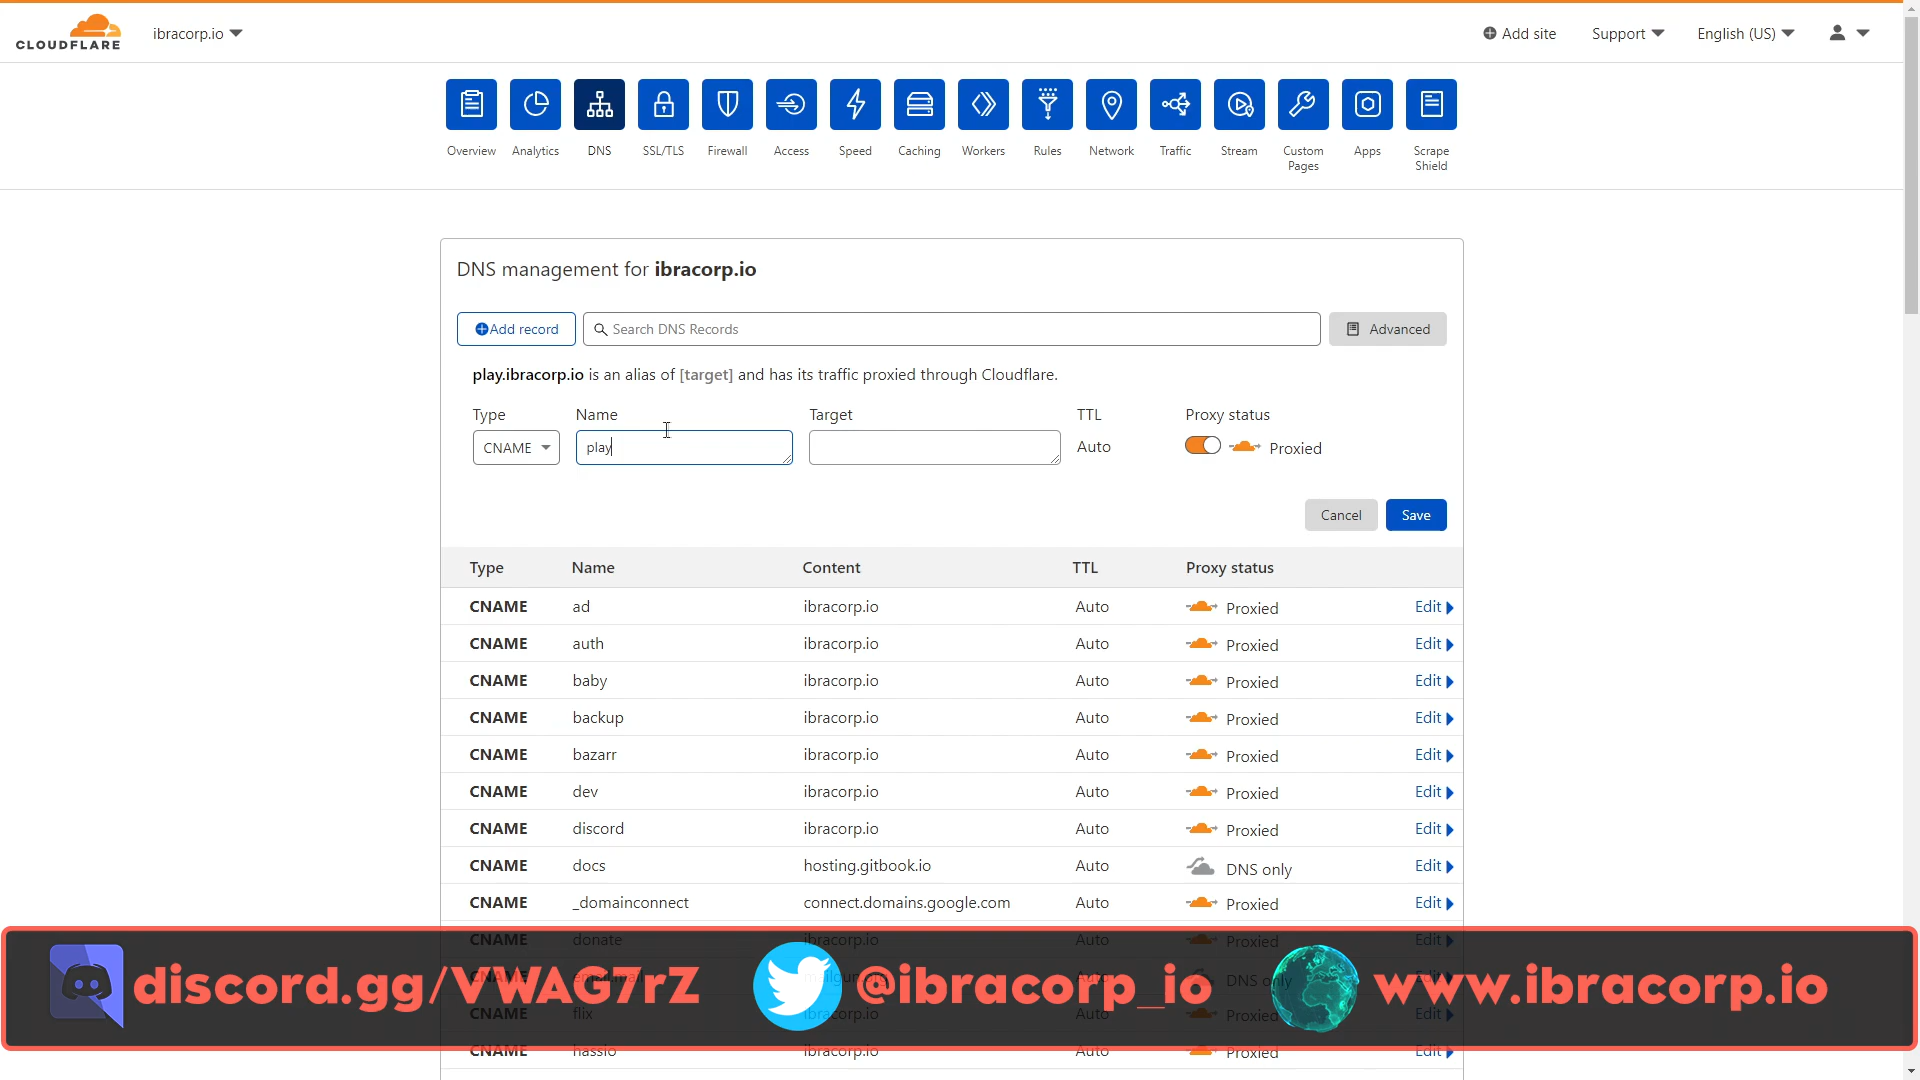 CLOUDFLARE
ibracorp.io
Add site
Support
English (US)
Overview
Analytics
DNS
SSL/TLS
Firewall
Access
Speed
Caching
Workers
Rules
Network
Traffic
Stream
Custom Pages
Apps
Scrape Shield
DNS management for ibracorp.io
Add record
Search DNS Records
Advanced
play.ibracorp.io is an alias of [target] and has its traffic proxied through Cloudflare.
Type Name Target TTL Proxy status
CNAME play Auto Proxied
Cancel Save
Type Name Content TTL Proxy status
CNAME ad ibracorp.io Auto Proxied Edit
CNAME auth ibracorp.io Auto Proxied Edit
CNAME baby ibracorp.io Auto Proxied Edit
CNAME backup ibracorp.io Auto Proxied Edit
CNAME bazarr ibracorp.io Auto Proxied Edit
CNAME dev ibracorp.io Auto Proxied Edit
CNAME discord ibracorp.io Auto Proxied Edit
CNAME docs hosting.gitbook.io Auto DNS only Edit
CNAME _domainconnect connect.domains.google.com Auto Proxied Edit
CNAME donate ibracorp.io Auto Proxied Edit
discord.gg/VWAG7rZ @ibracorp_io www.ibracorp.io
CNAME DNS only
CNAME flix ibracorp.io Auto Proxied Edit
CNAME hassio ibracorp.io Auto Proxied Edit